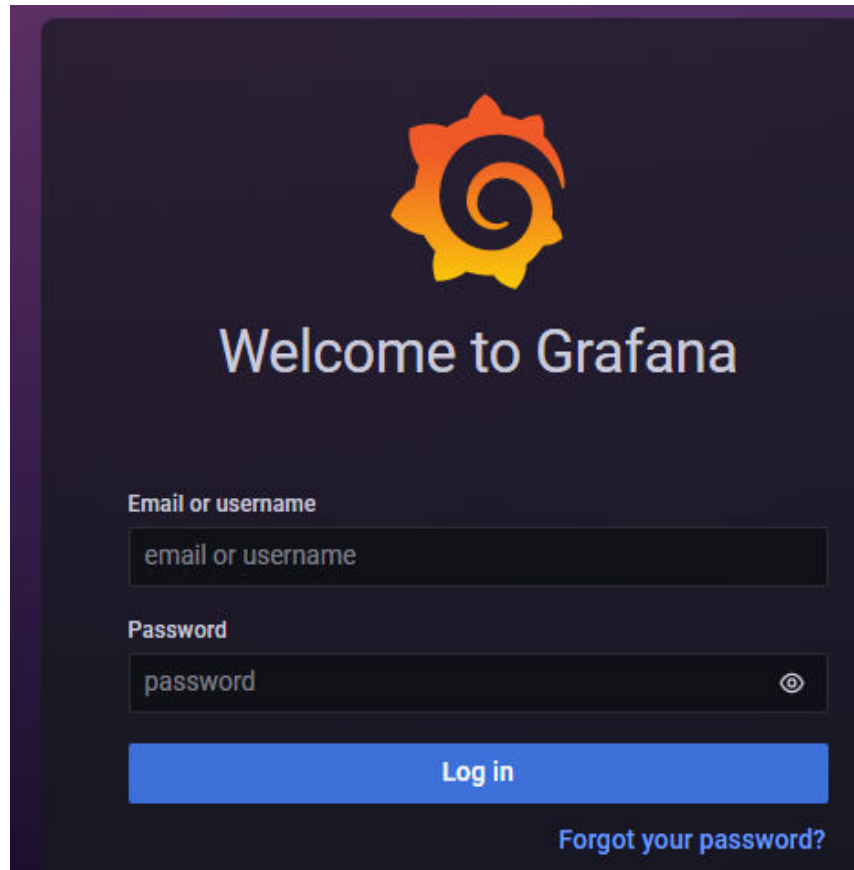 Welcome to Grafana
Email or username
email or username
Password
password
Log in
Forgot your password?